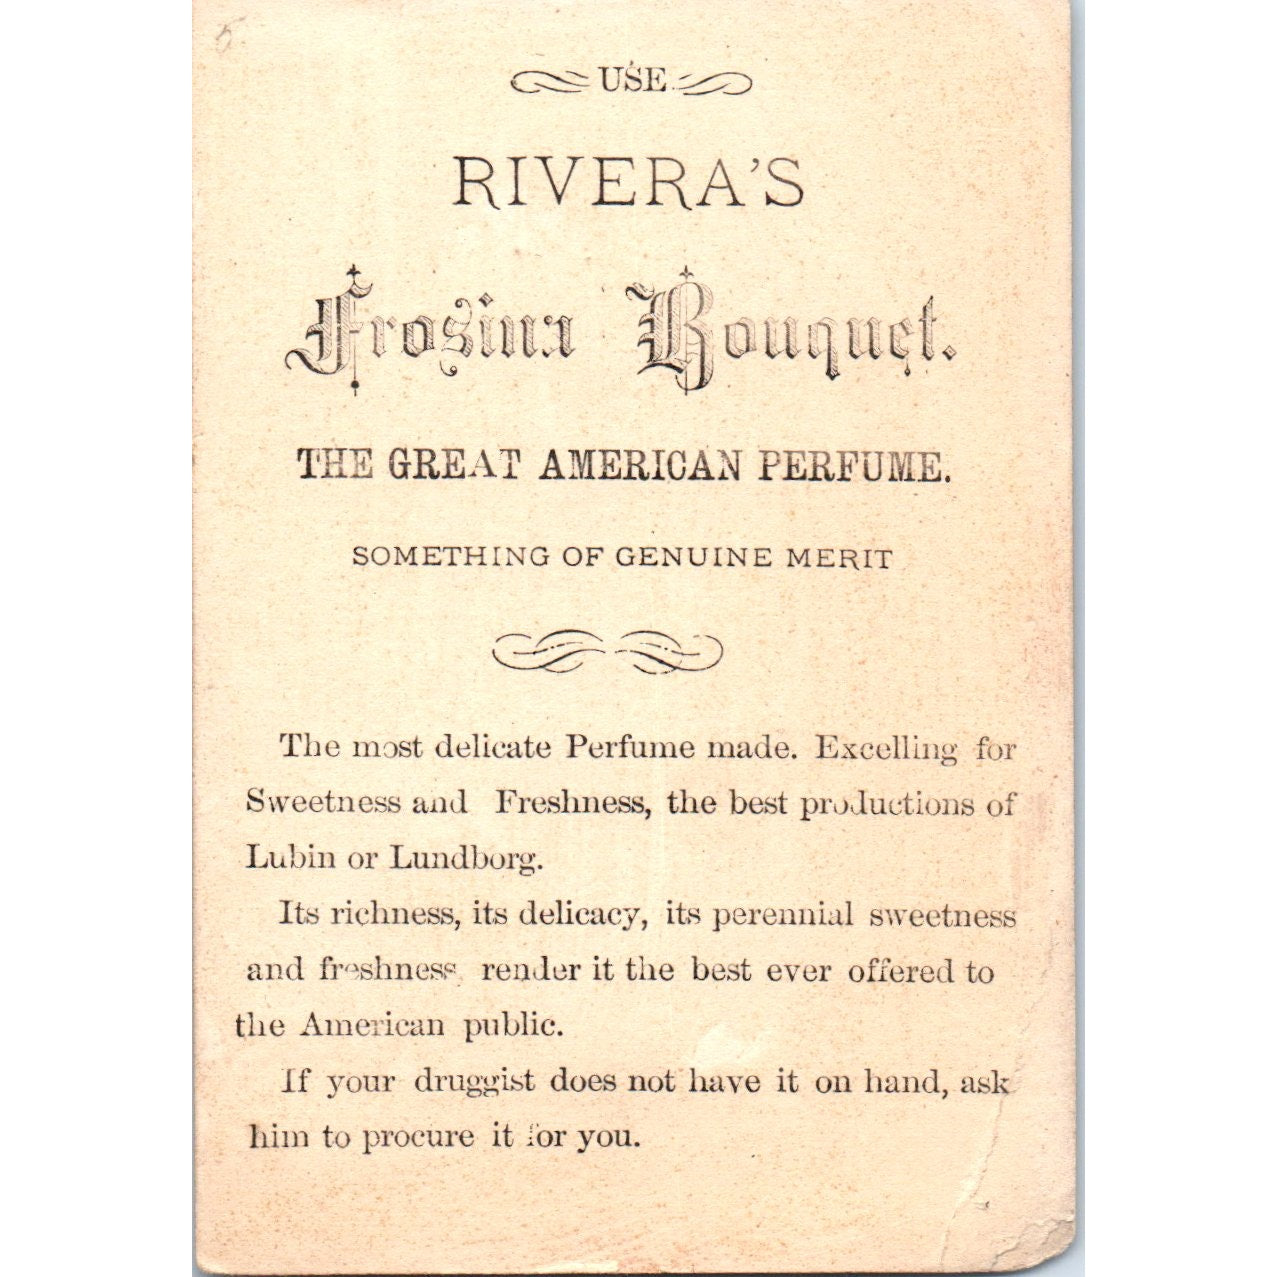 5.
USE
RIVERA'S
Frosina Bouquet.
THE GREAT AMERICAN PERFUME.
SOMETHING OF GENUINE MERIT
The most delicate Perfume made. Excelling for
Sweetness and Freshness, the best productions of
Lubin or Lundborg.
Its richness, its delicacy, its perennial sweetness
and freshness render it the best ever offered to
the American public.
If your druggist does not have it on hand, ask
him to procure it for you.